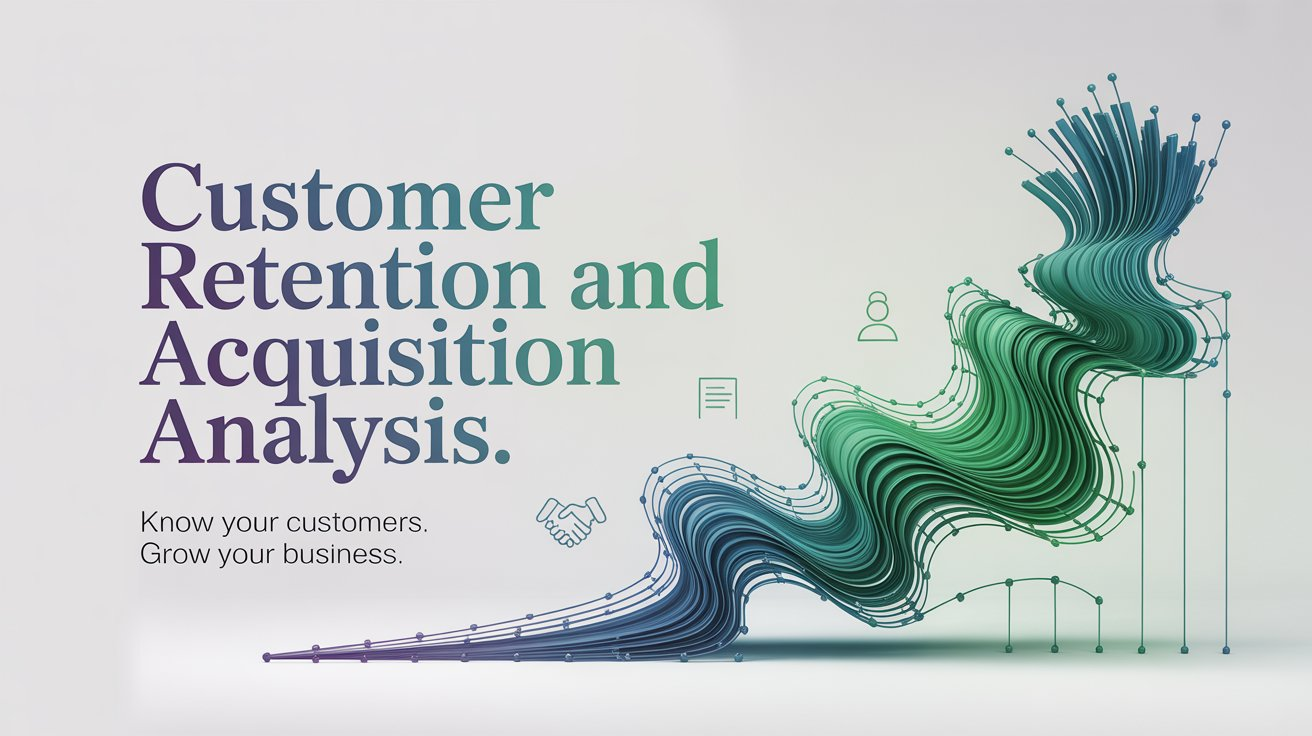 Customer
Retention and
Acquisition
Analysis.
Know your customers.
Grow your business.